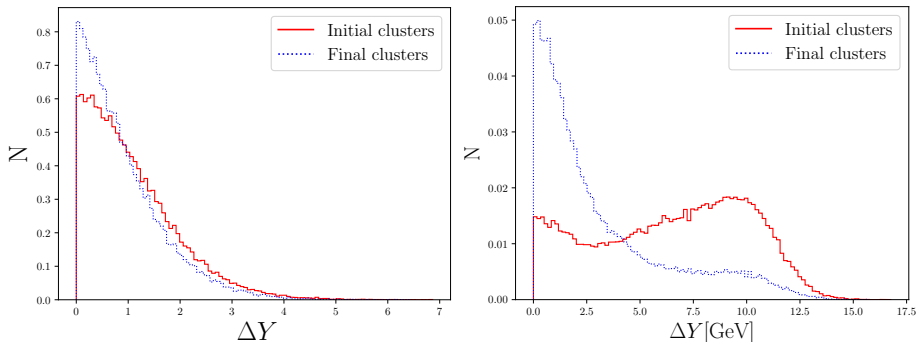 Initial clusters
Final clusters
N
0.8
0.7
0.6
0.5
0.4
0.3
0.2
0.1
0.0
0 1 2 3 4 5 6 7
ΔY
Initial clusters
Final clusters
N
0.05
0.04
0.03
0.02
0.01
0.00
0.0 2.5 5.0 7.5 10.0 12.5 15.0 17.5
ΔY[GeV]